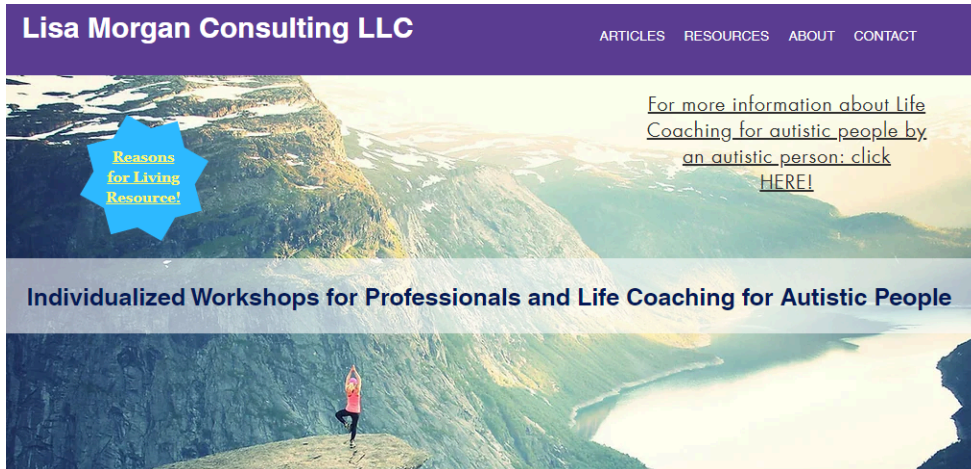 Lisa Morgan Consulting LLC
ARTICLES RESOURCES ABOUT CONTACT
For more information about Life
Coaching for autistic people by
an autistic person: click
HERE!
Reasons
for Living
Resource!
Individualized Workshops for Professionals and Life Coaching for Autistic People